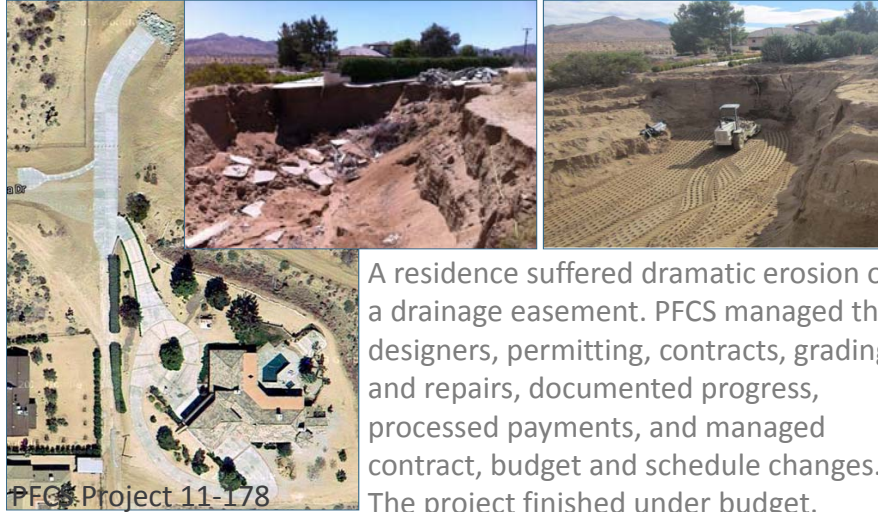 a Dr
A residence suffered dramatic erosion o
a drainage easement. PFCS managed th
designers, permitting, contracts, grading
and repairs, documented progress,
processed payments, and managed
contract, budget and schedule changes.
PFCS Project 11-178
The project finished under budget.